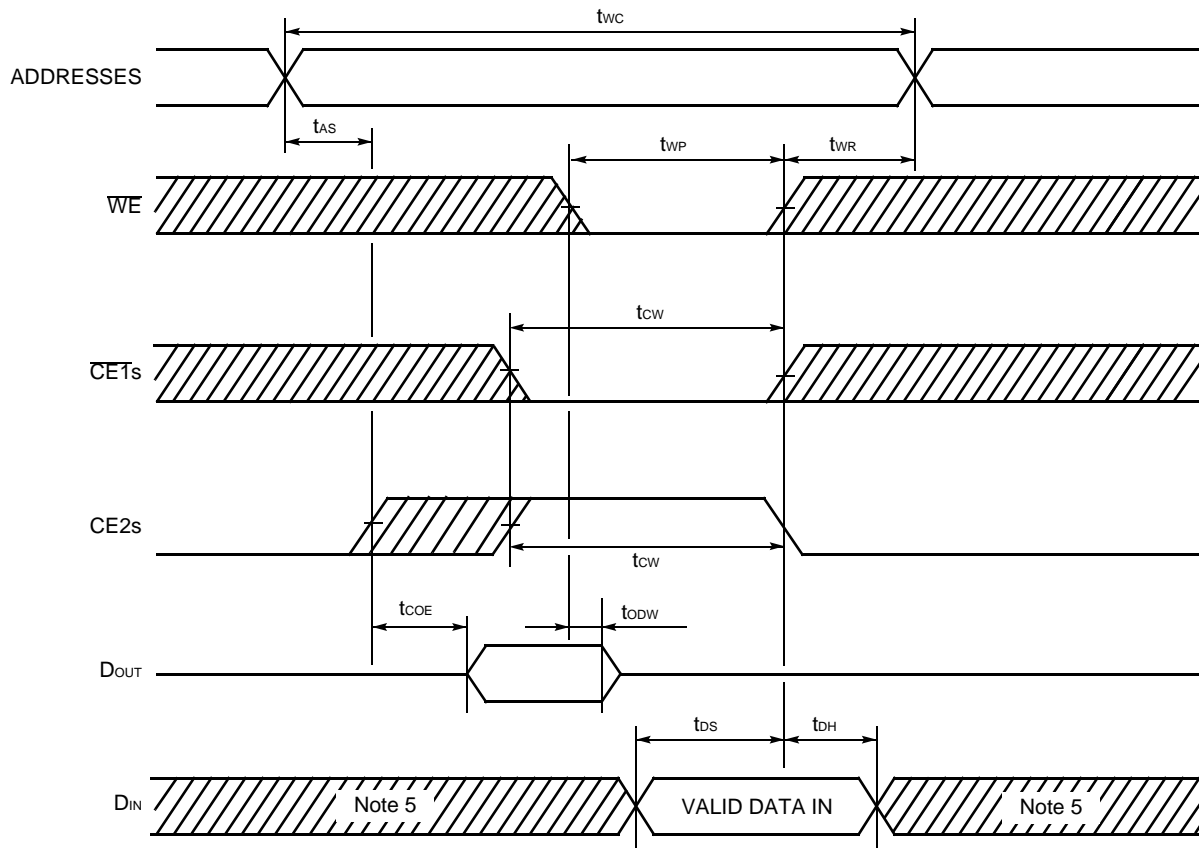 tWC
ADDRESSES
tAS
tWP
tWR
WE
tCW
CE1s
CE2s
tCW
tCOE
tODW
DOUT
tDS
tDH
DIN
Note 5
VALID DATA IN
Note 5